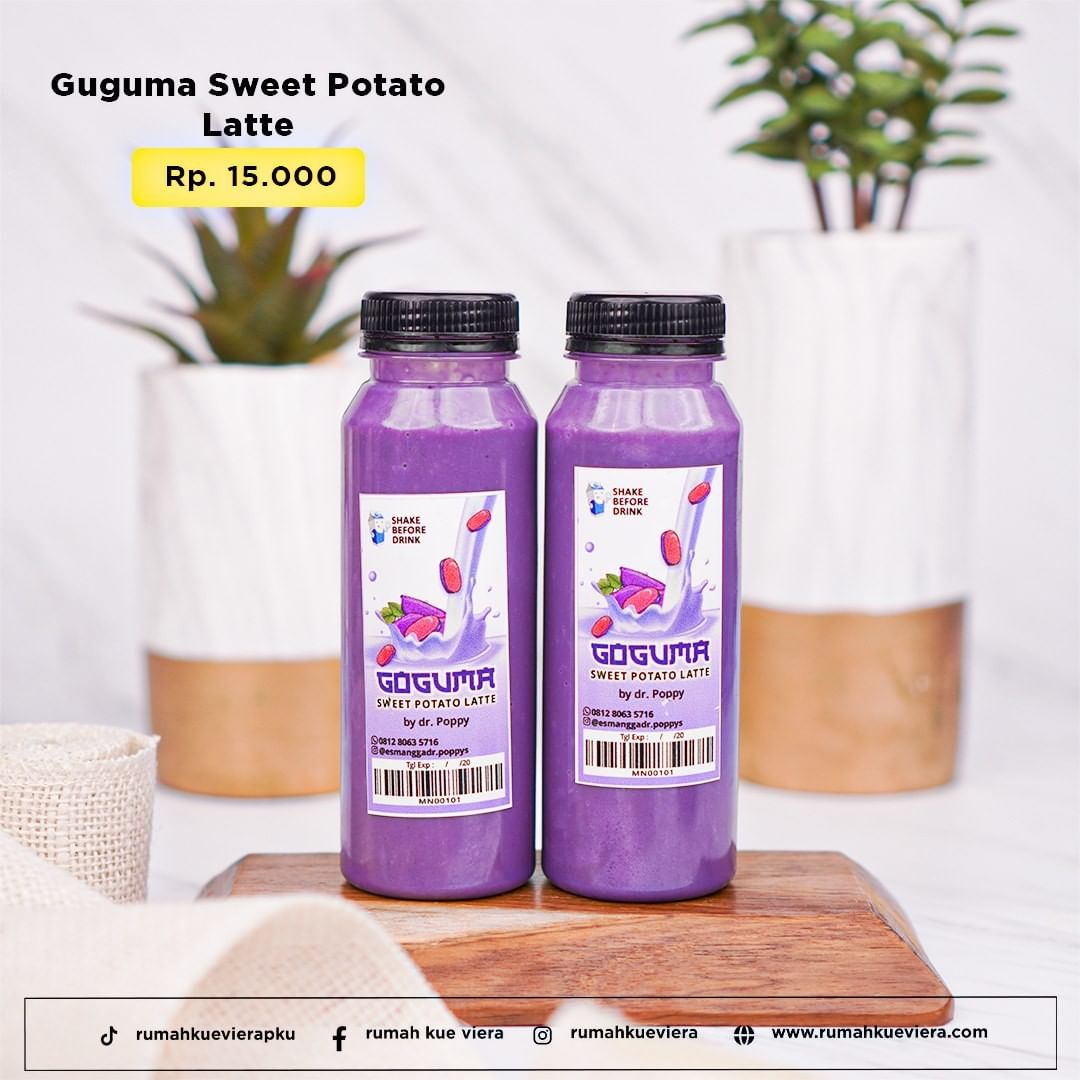 Guguma Sweet Potato
Latte
Rp. 15.000
SHAKE
BEFORE
DRINK
GOGUMA
SWEET POTATO LATTE
by dr. Poppy
0812 8063 5716
@esmanggadr.poppys
Tgl Exp : / /20
MN00101
SHAKE
BEFORE
DRINK
GOGUMA
SWEET POTATO LATTE
by dr. Poppy
0812 8063 5716
@esmanggadr.poppys
Tgl Exp : / /20
MN00101
rumahkuevierapku
rumah kue viera
rumahkueviera
www.rumahkueviera.com